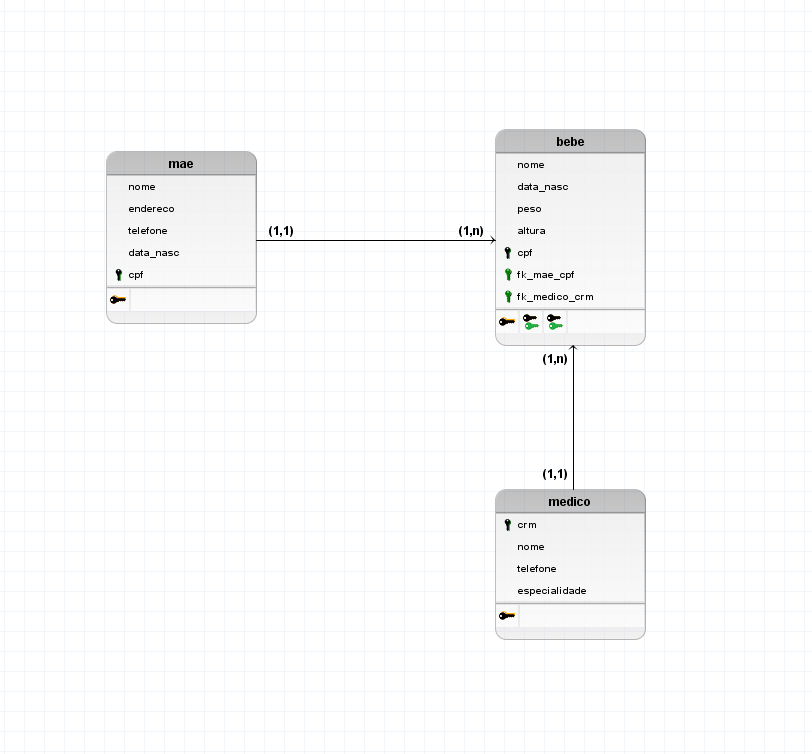 mae
nome
endereco
telefone
data_nasc
cpf
(1,1)
(1,n)
bebe
nome
data_nasc
peso
altura
cpf
fk_mae_cpf
fk_medico_crm
(1,n)
(1,1)
medico
crm
nome
telefone
especialidade